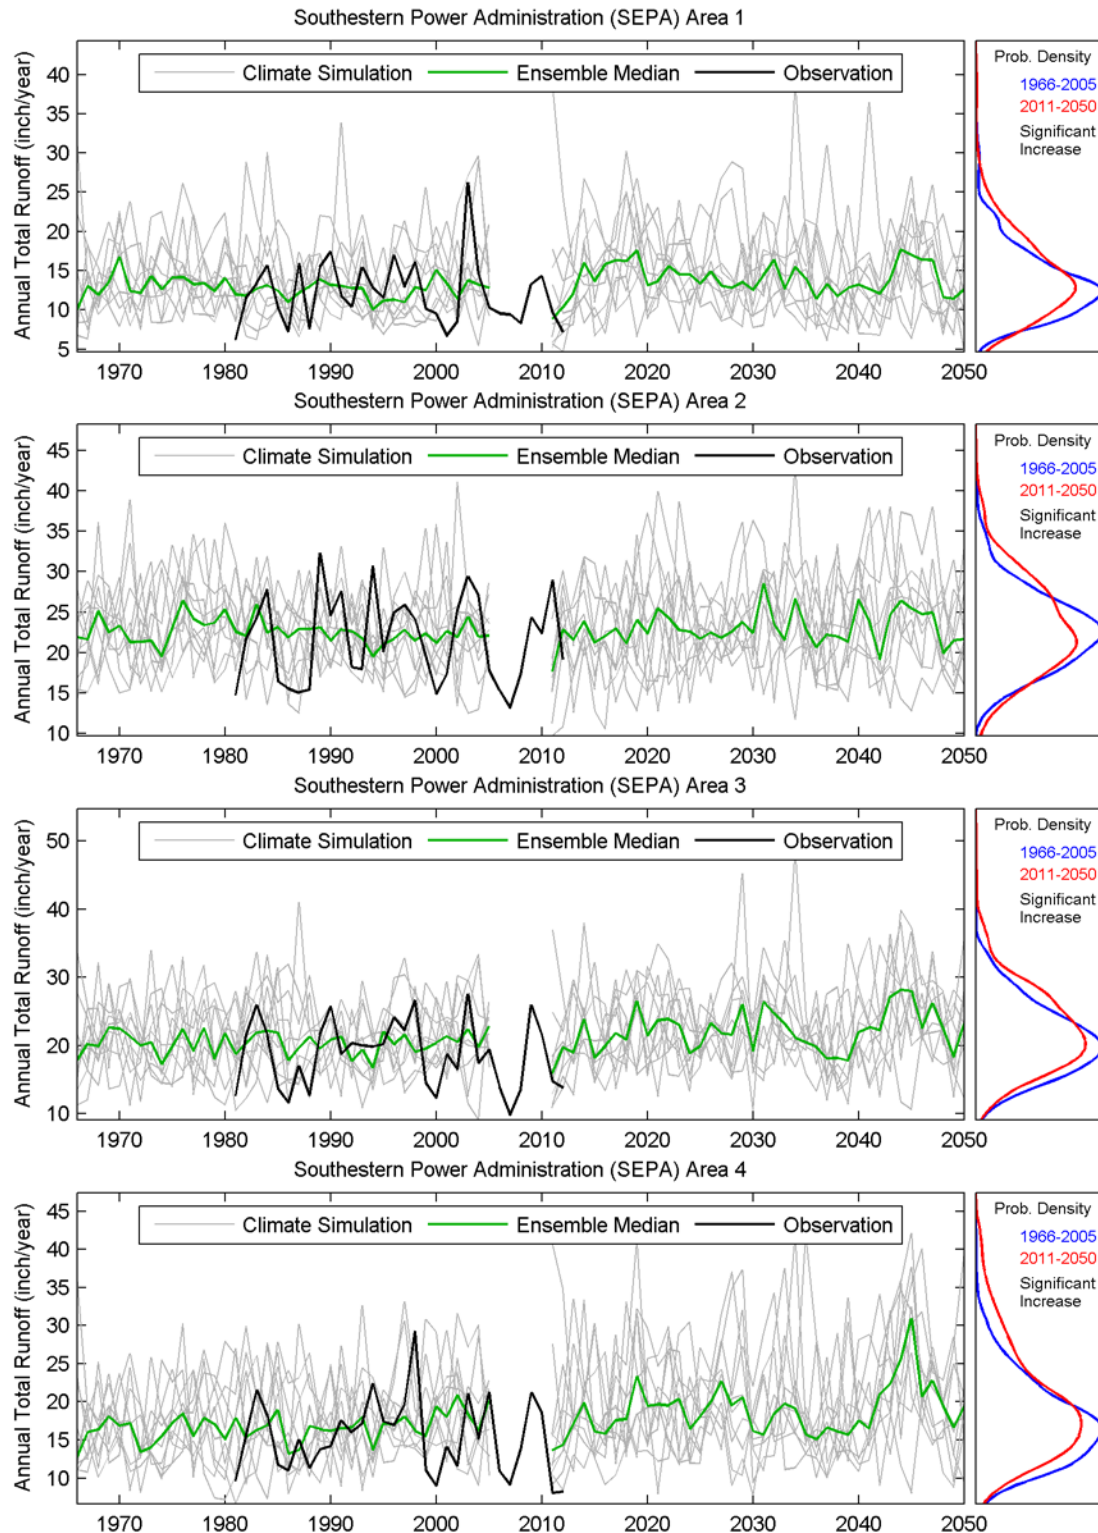 Southestern Power Administration (SEPA) Area 1
Annual Total Runoff (inch/year)
Climate Simulation Ensemble Median Observation
40
35
30
25
20
15
10
5
1970 1980 1990 2000 2010 2020 2030 2040 2050
Prob. Density
1966-2005
2011-2050
Significant
Increase
Southestern Power Administration (SEPA) Area 2
Annual Total Runoff (inch/year)
Climate Simulation Ensemble Median Observation
45
40
35
30
25
20
15
10
1970 1980 1990 2000 2010 2020 2030 2040 2050
Prob. Density
1966-2005
2011-2050
Significant
Increase
Southestern Power Administration (SEPA) Area 3
Annual Total Runoff (inch/year)
Climate Simulation Ensemble Median Observation
50
40
30
20
10
1970 1980 1990 2000 2010 2020 2030 2040 2050
Prob. Density
1966-2005
2011-2050
Significant
Increase
Southestern Power Administration (SEPA) Area 4
Annual Total Runoff (inch/year)
Climate Simulation Ensemble Median Observation
45
40
35
30
25
20
15
10
1970 1980 1990 2000 2010 2020 2030 2040 2050
Prob. Density
1966-2005
2011-2050
Significant
Increase